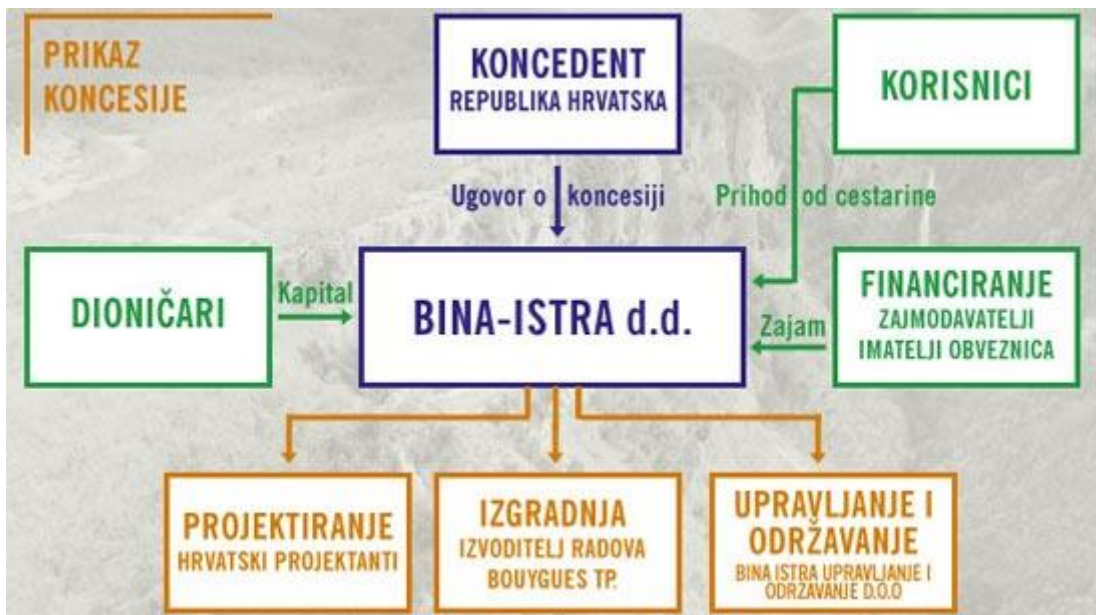 PRIKAZ
KONCESIJE
KONCEDENT
REPUBLIKA HRVATSKA
KORISNICI
Ugovor o koncesiji
Prihod od cestarine
DIONIČARI
Kapital
BINA-ISTRA d.d.
Zajam
FINANCIRANJE
ZAJMODAVATELJI
IMATELJI OBVEZNICA
PROJEKTIRANJE
HRVATSKI PROJEKTANTI
IZGRADNJA
IZVODITELJ RADOVA
BOUYGUES TP.
UPRAVLJANJE I
ODRŽAVANJE
BINA ISTRA UPRAVLJANJE I
ODRZAVANJE D.O.O